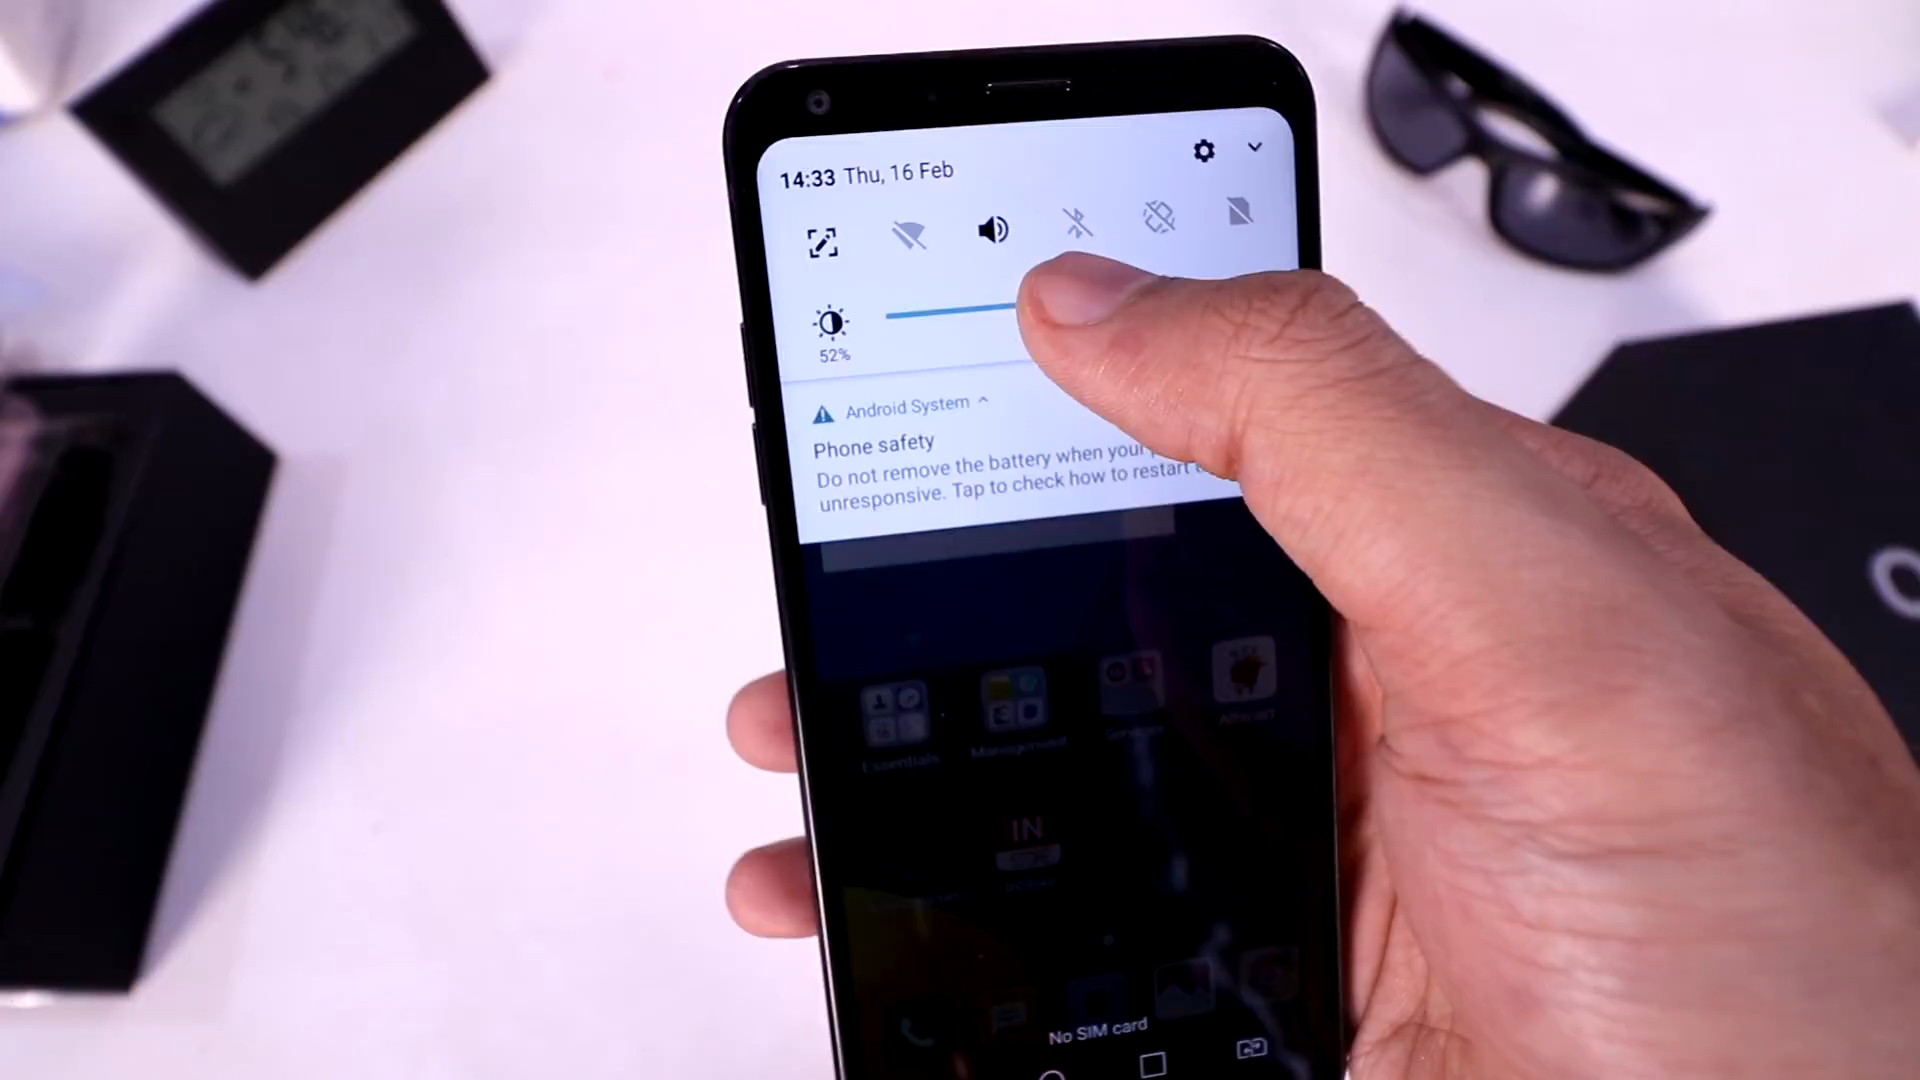 14:33 Thu, 16 Feb
52%
Android System
Phone safety
Do not remove the battery when your
unresponsive. Tap to check how to restart
Essentials
Management
IN
No SIM card